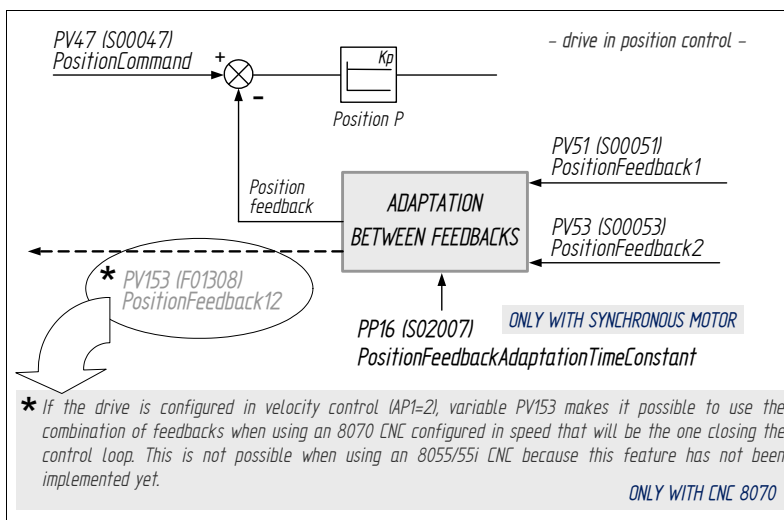 PV47 (S00047)
PositionCommand
+
−
Kp
Position P
– drive in position control –
PV51 (S00051)
PositionFeedback1
Position
feedback
ADAPTATION
BETWEEN FEEDBACKS
PV53 (S00053)
PositionFeedback2
* PV153 (F01308)
PositionFeedback12
PP16 (S02007)
PositionFeedbackAdaptationTimeConstant
ONLY WITH SYNCHRONOUS MOTOR
* If the drive is configured in velocity control (AP1=2), variable PV153 makes it possible to use the
combination of feedbacks when using an 8070 CNC configured in speed that will be the one closing the
control loop. This is not possible when using an 8055/55i CNC because this feature has not been
implemented yet.
ONLY WITH CNC 8070